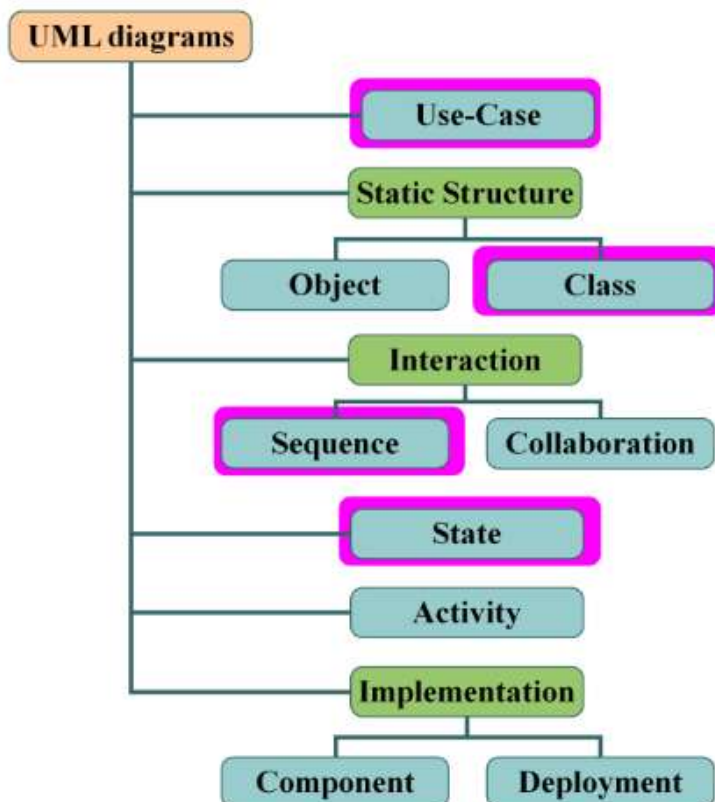 UML diagrams
Use-Case
Static Structure
Object
Class
Interaction
Sequence
Collaboration
State
Activity
Implementation
Component
Deployment